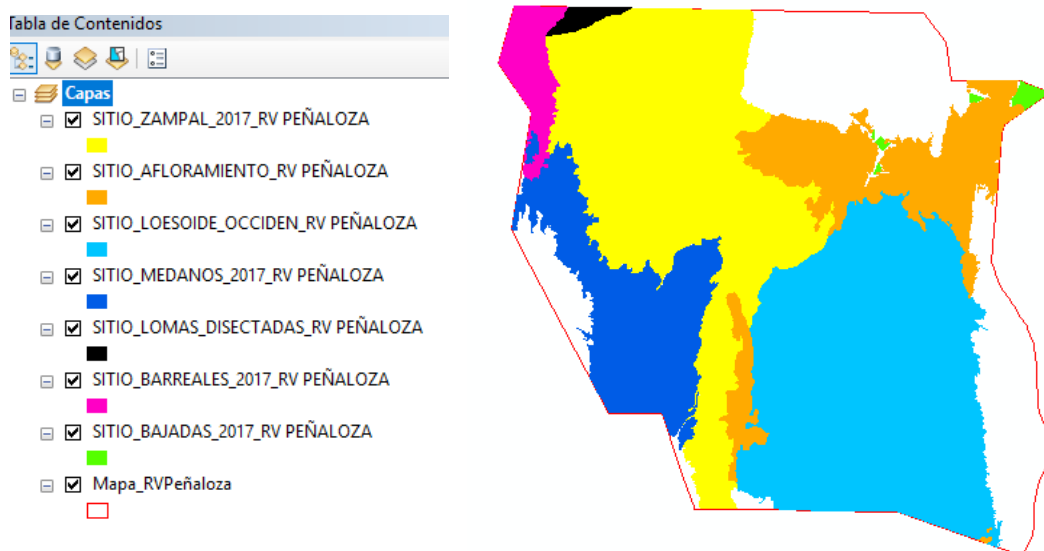 Tabla de Contenidos
Capas
SITIO_ZAMPAL_2017_RV PEÑALOZA
SITIO_AFLORAMIENTO_RV PEÑALOZA
SITIO_LOESOIDE_OCCIDEN_RV PEÑALOZA
SITIO_MEDANOS_2017_RV PEÑALOZA
SITIO_LOMAS_DISECTADAS_RV PEÑALOZA
SITIO_BARREALES_2017_RV PEÑALOZA
SITIO_BAJADAS_2017_RV PEÑALOZA
Mapa_RVPeñaloza